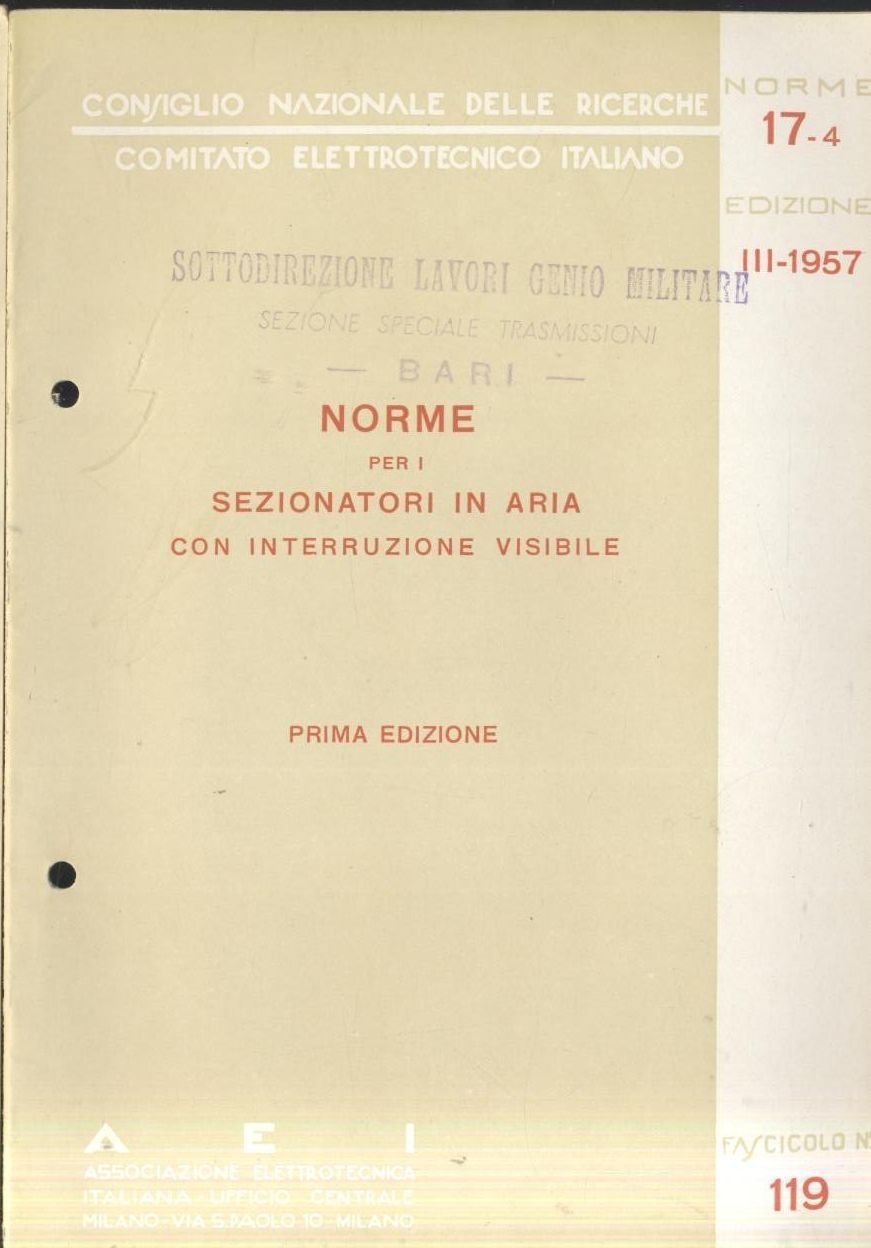 CONSIGLIO NAZIONALE DELLE RICERCHE
COMITATO ELETTROTECNICO ITALIANO
NORME
17-4
EDIZIONE
III-1957
SOTTODIREZIONE LAVORI GENIO MILITARE
SEZIONE SPECIALE TRASMISSIONI
— BARI —
NORME
PER I
SEZIONATORI IN ARIA
CON INTERRUZIONE VISIBILE
PRIMA EDIZIONE
A E I
ASSOCIAZIONE ELETTROTECNICA
ITALIANA - UFFICIO CENTRALE
MILANO - VIA S. PAOLO 10 - MILANO
FASCICOLO N°
119